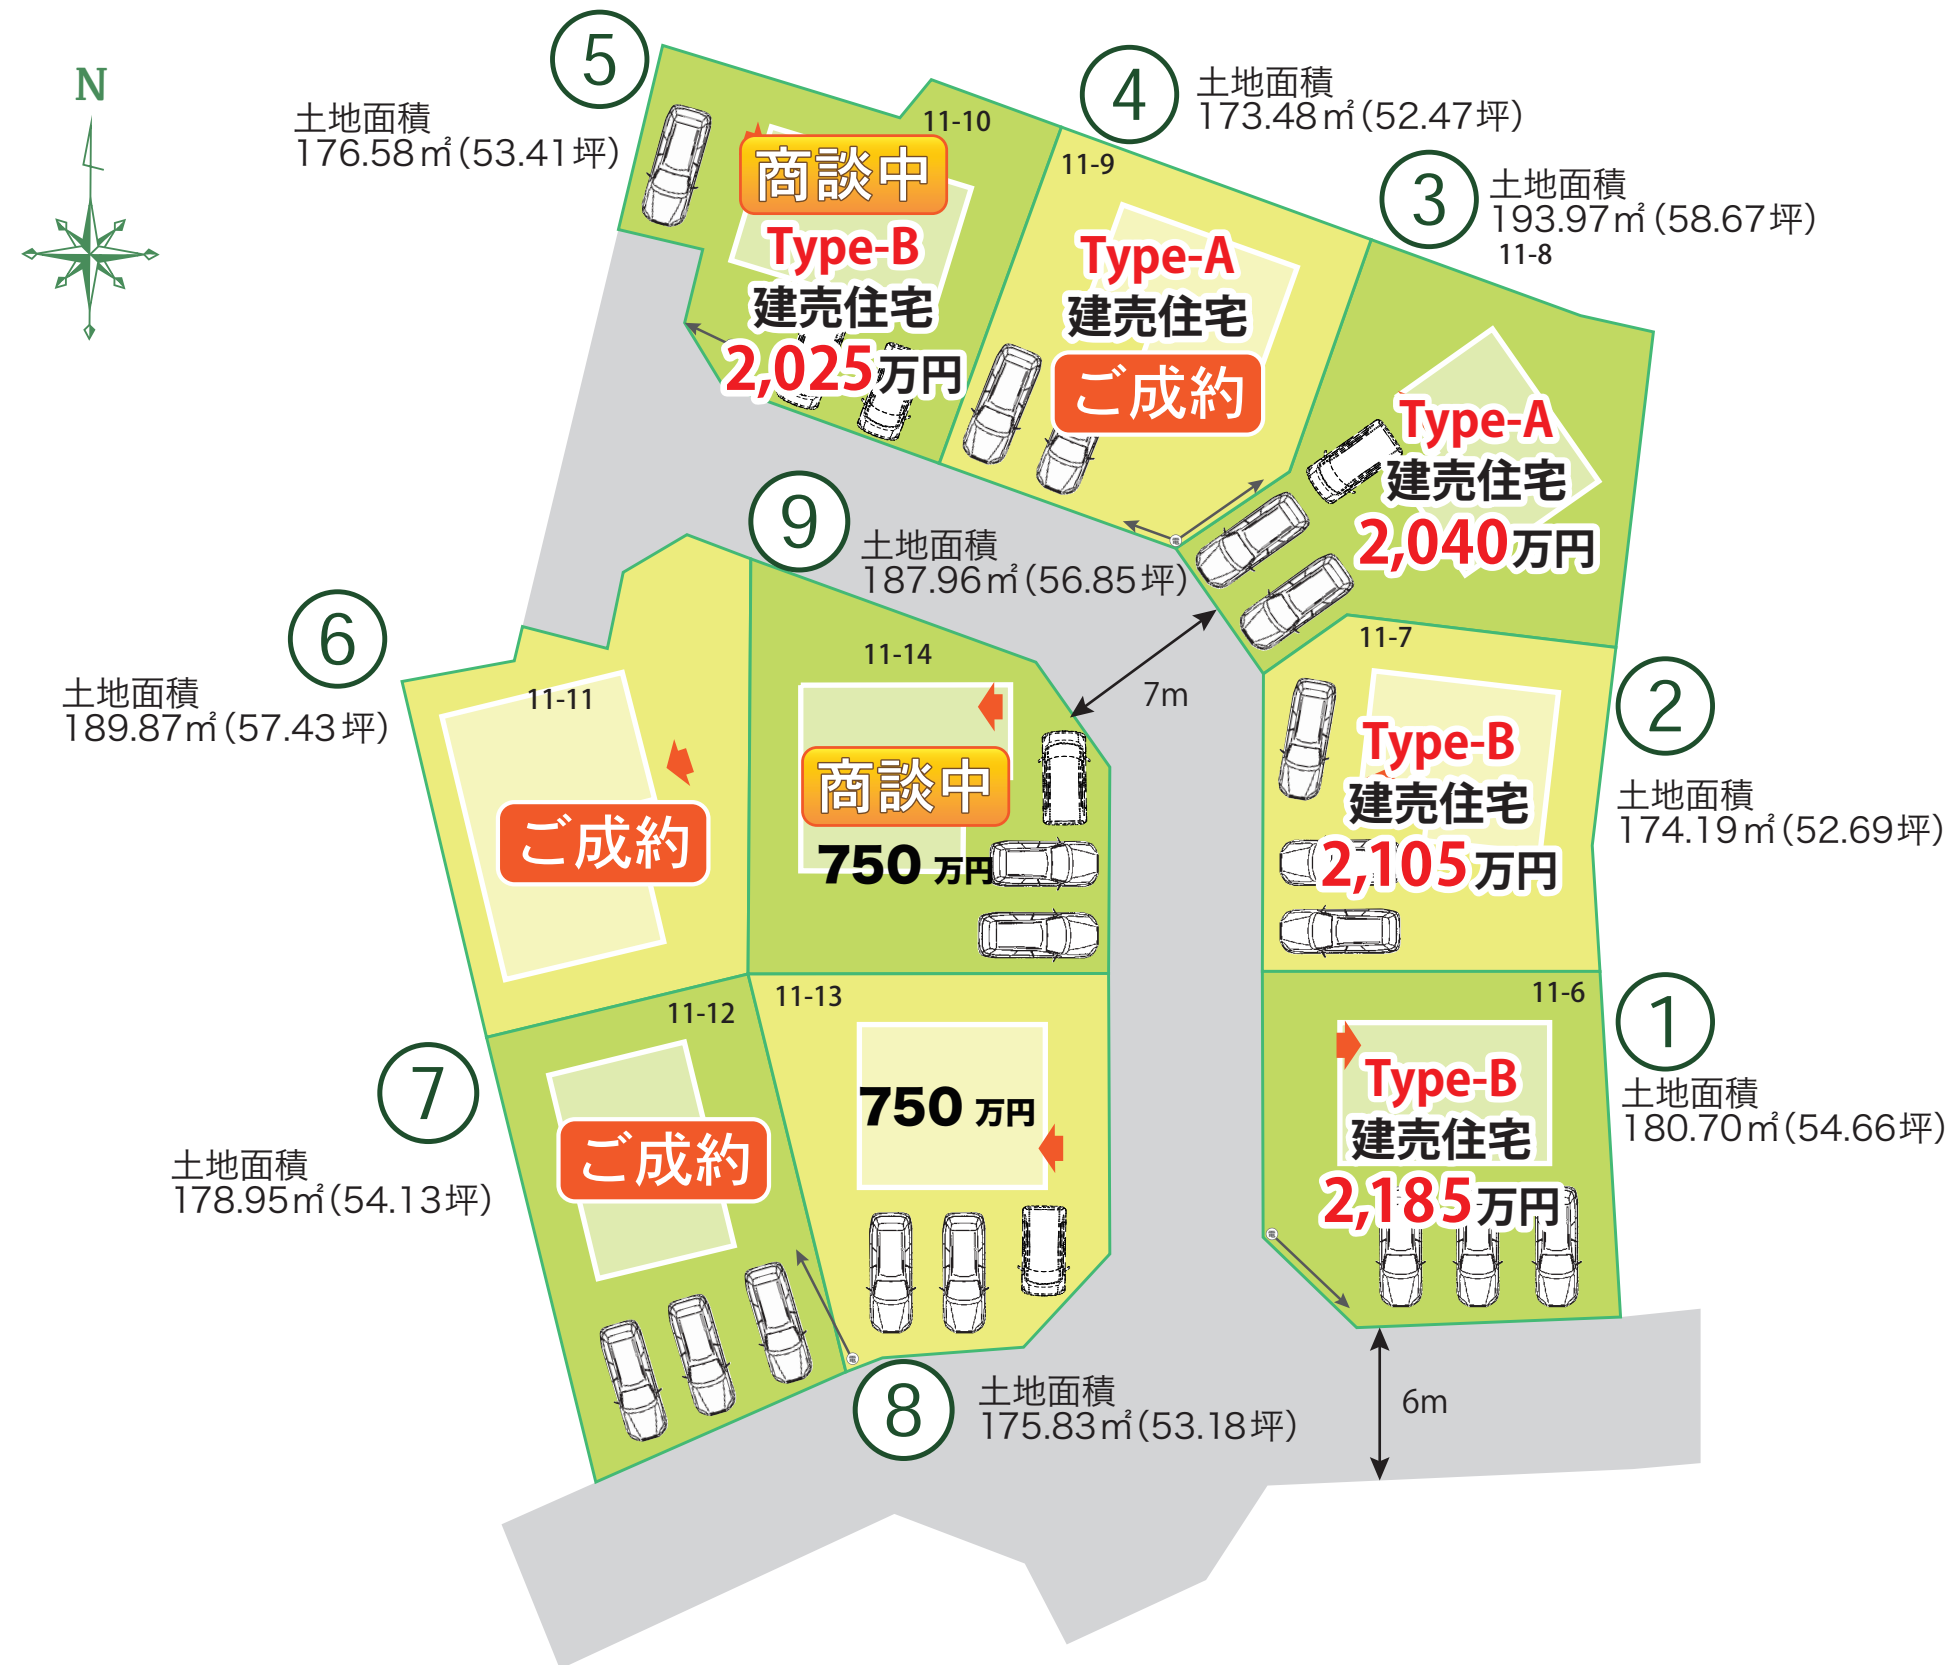 N
5
土地面積
176.58㎡(53.41坪)
11-10
商談中
Type-B
建売住宅
2,025万円
4
土地面積
173.48㎡(52.47坪)
11-9
Type-A
建売住宅
ご成約
3
土地面積
193.97㎡(58.67坪)
11-8
Type-A
建売住宅
2,040万円
9
土地面積
187.96㎡(56.85坪)
11-14
商談中
750 万円
7m
6
土地面積
189.87㎡(57.43坪)
11-11
ご成約
11-7
Type-B
建売住宅
2,105万円
2
土地面積
174.19㎡(52.69坪)
7
土地面積
178.95㎡(54.13坪)
11-12
ご成約
11-13
750 万円
8
土地面積
175.83㎡(53.18坪)
11-6
Type-B
建売住宅
2,185万円
1
土地面積
180.70㎡(54.66坪)
6m